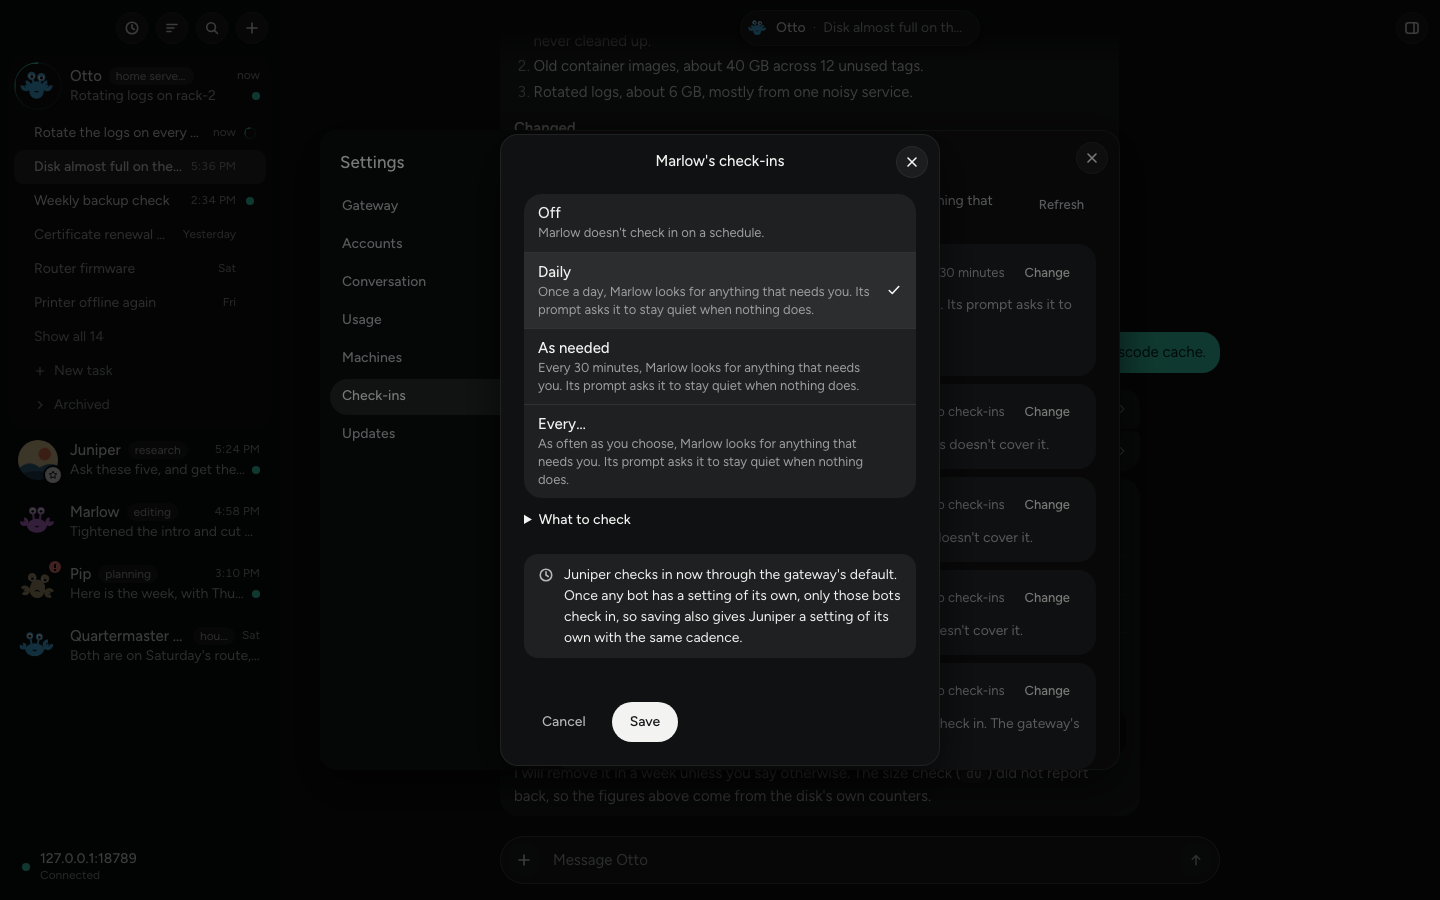 Otto · Disk almost full on th...
Otto home serve... now
Rotating logs on rack-2
Rotate the logs on every ... now
Disk almost full on the... 5:36 PM
Weekly backup check 2:34 PM
Certificate renewal ... Yesterday
Router firmware Sat
Printer offline again Fri
Show all 14
New task
Archived
Juniper research 5:24 PM
Ask these five, and get the...
Marlow editing 4:58 PM
Tightened the intro and cut ...
Pip planning 3:10 PM
Here is the week, with Thu...
Quartermaster ... hou... Sat
Both are on Saturday's route,...
127.0.0.1:18789
Connected
never cleaned up.
2. Old container images, about 40 GB across 12 unused tags.
3. Rotated logs, about 6 GB, mostly from one noisy service.
Changed
Settings
Gateway
Accounts
Conversation
Usage
Machines
Check-ins
Updates
Marlow's check-ins
Off
Marlow doesn't check in on a schedule.
Daily
Once a day, Marlow looks for anything that needs you. Its
prompt asks it to stay quiet when nothing does.
As needed
Every 30 minutes, Marlow looks for anything that needs
you. Its prompt asks it to stay quiet when nothing does.
Every...
As often as you choose, Marlow looks for anything that
needs you. Its prompt asks it to stay quiet when nothing
does.
What to check
Juniper checks in now through the gateway's default.
Once any bot has a setting of its own, only those bots
check in, so saving also gives Juniper a setting of its
own with the same cadence.
Cancel Save
that
Refresh
30 minutes Change
. Its prompt asks it to
scode cache.
check-ins Change
doesn't cover it.
check-ins Change
cover it.
check-ins Change
cover it.
check-ins Change
check in. The gateway's
I will remove it in a week unless you say otherwise. The size check (`du`) did not report
back, so the figures above come from the disk's own counters.
Message Otto